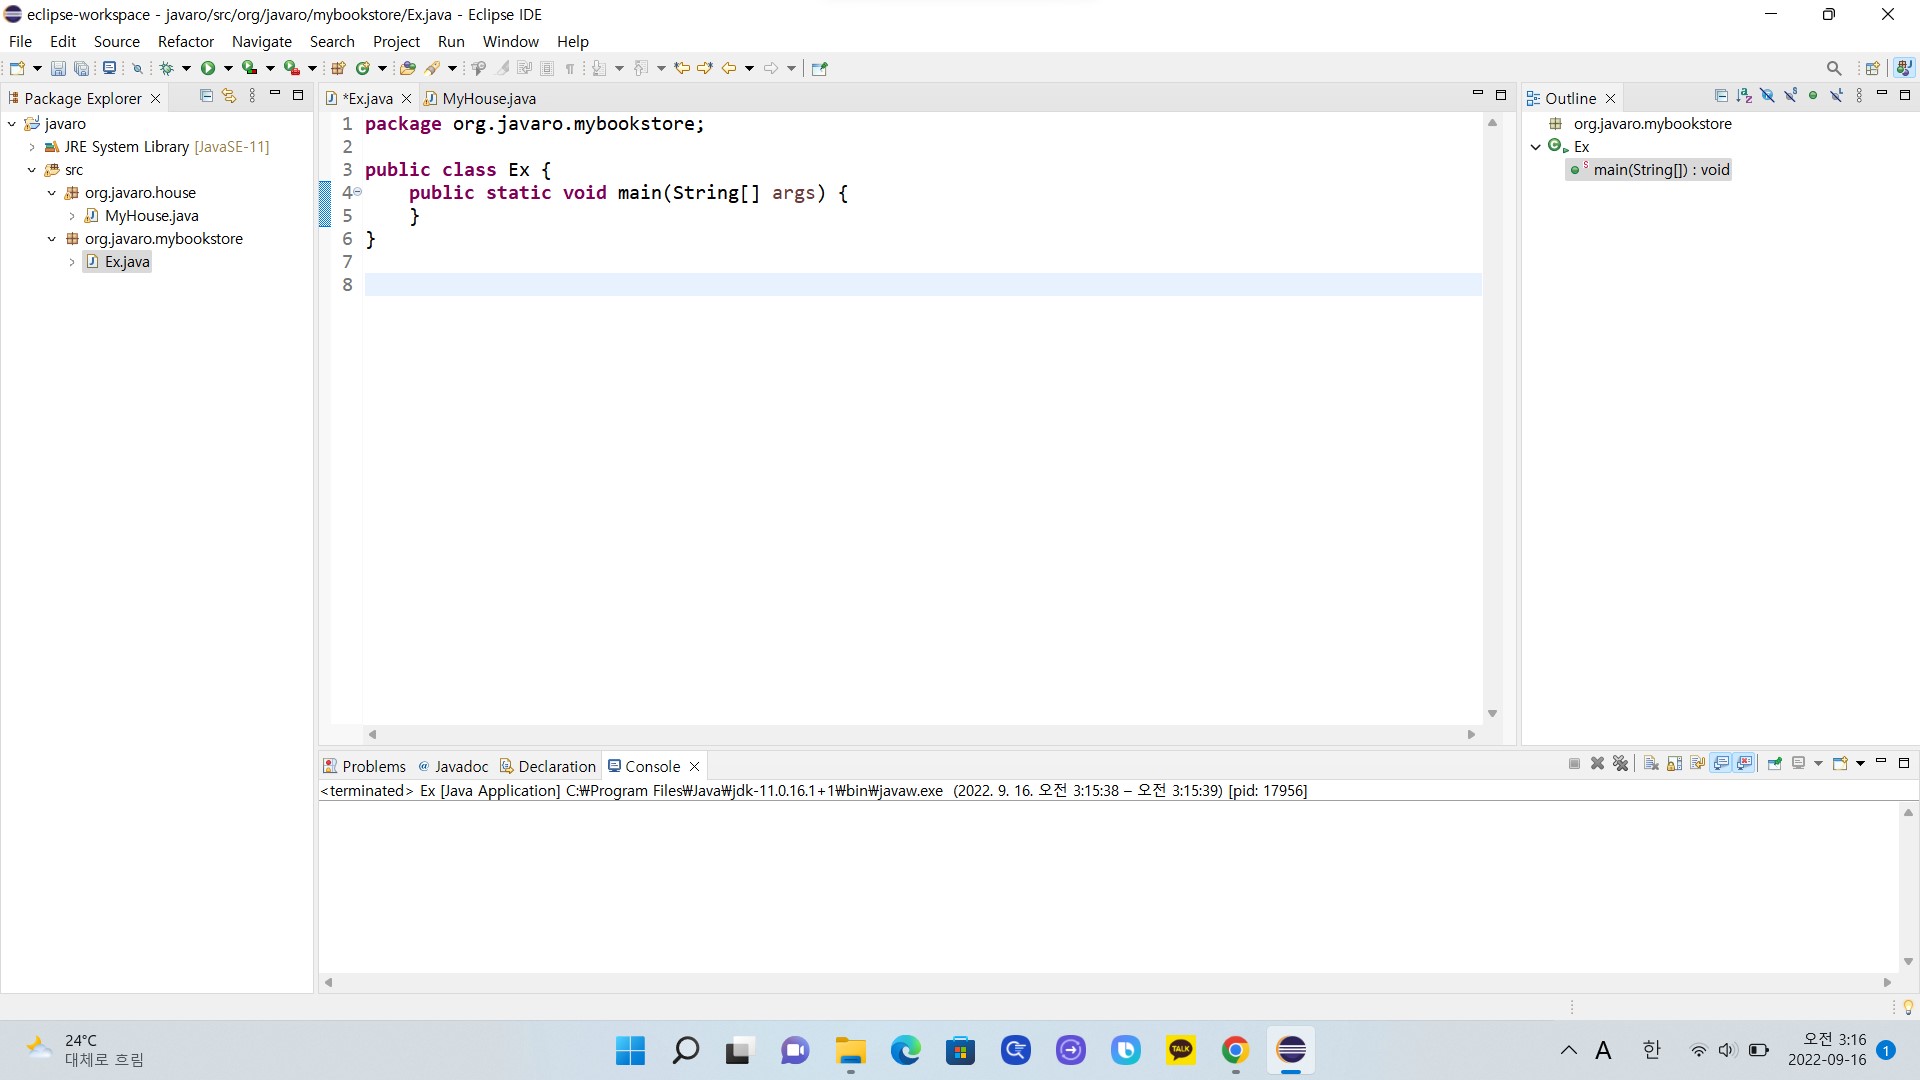 eclipse-workspace - javaro/src/org/javaro/mybookstore/Ex.java - Eclipse IDE
File Edit Source Refactor Navigate Search Project Run Window Help
Package Explorer
javaro
JRE System Library [JavaSE-11]
src
org.javaro.house
MyHouse.java
org.javaro.mybookstore
Ex.java
*Ex.java MyHouse.java
1 package org.javaro.mybookstore;
2
3 public class Ex {
4 public static void main(String[] args) {
5 }
6 }
7
8
Outline
org.javaro.mybookstore
Ex
main(String[]) : void
Problems Javadoc Declaration Console
<terminated> Ex [Java Application] C:₩Program Files₩Java₩jdk-11.0.16.1+1₩bin₩javaw.exe (2022. 9. 16. 오전 3:15:38 – 오전 3:15:39) [pid: 17956]
24°C
대체로 흐림
TALK
A 한
오전 3:16
2022-09-16
1